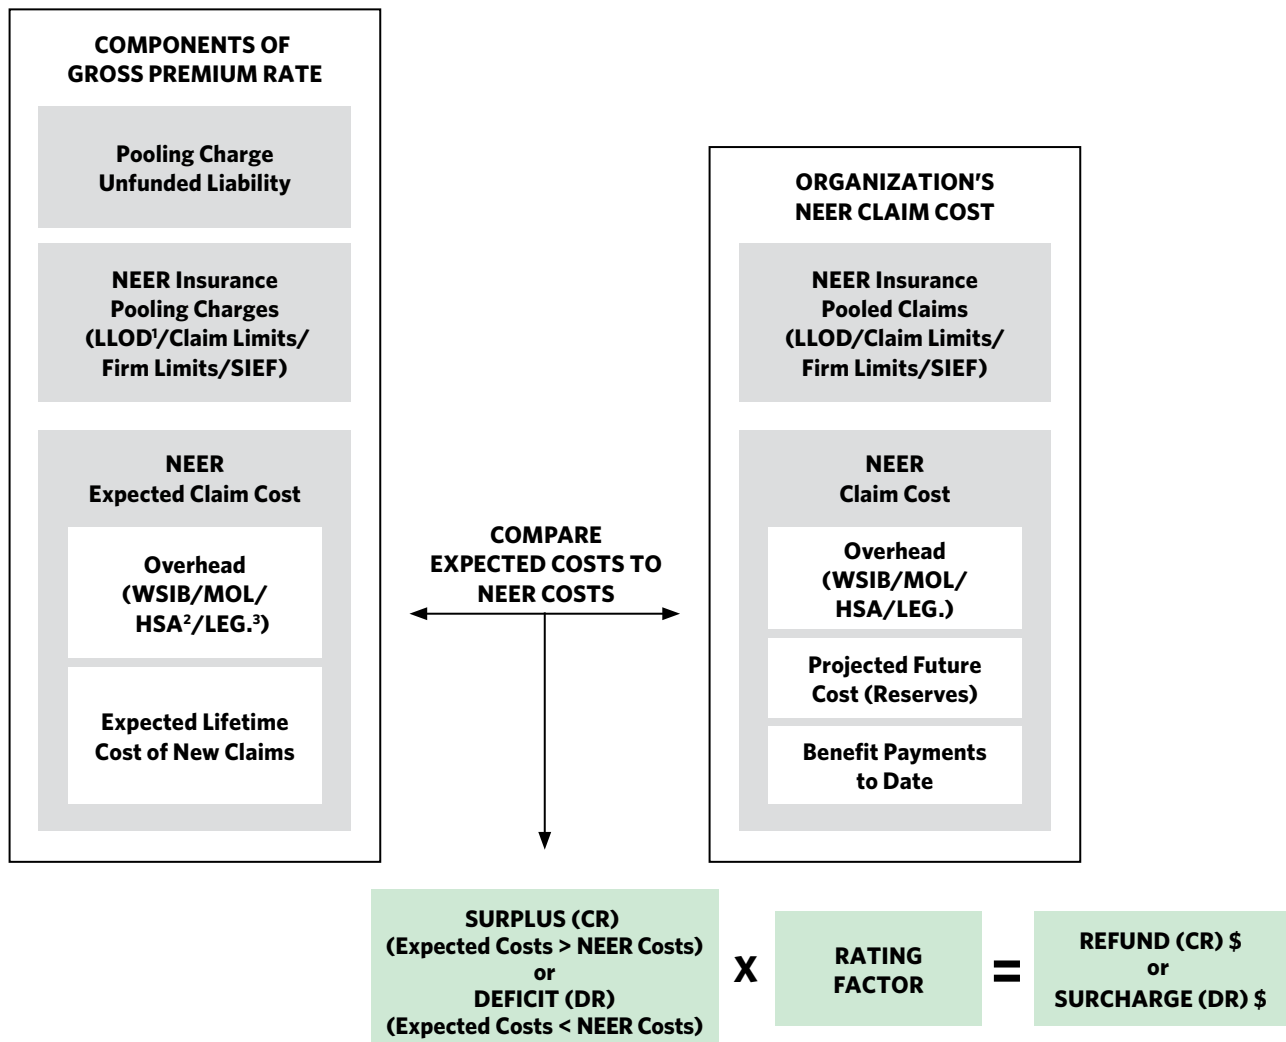 COMPONENTS OF
GROSS PREMIUM RATE
Pooling Charge
Unfunded Liability
NEER Insurance
Pooling Charges
(LLOD¹/Claim Limits/
Firm Limits/SIEF)
NEER
Expected Claim Cost
Overhead
(WSIB/MOL/
HSA²/LEG.³)
Expected Lifetime
Cost of New Claims
COMPARE
EXPECTED COSTS TO
NEER COSTS
ORGANIZATION'S
NEER CLAIM COST
NEER Insurance
Pooled Claims
(LLOD/Claim Limits/
Firm Limits/SIEF)
NEER
Claim Cost
Overhead
(WSIB/MOL/
HSA/LEG.)
Projected Future
Cost (Reserves)
Benefit Payments
to Date
SURPLUS (CR)
(Expected Costs > NEER Costs)
or
DEFICIT (DR)
(Expected Costs < NEER Costs)
X
RATING
FACTOR
=
REFUND (CR) $
or
SURCHARGE (DR) $